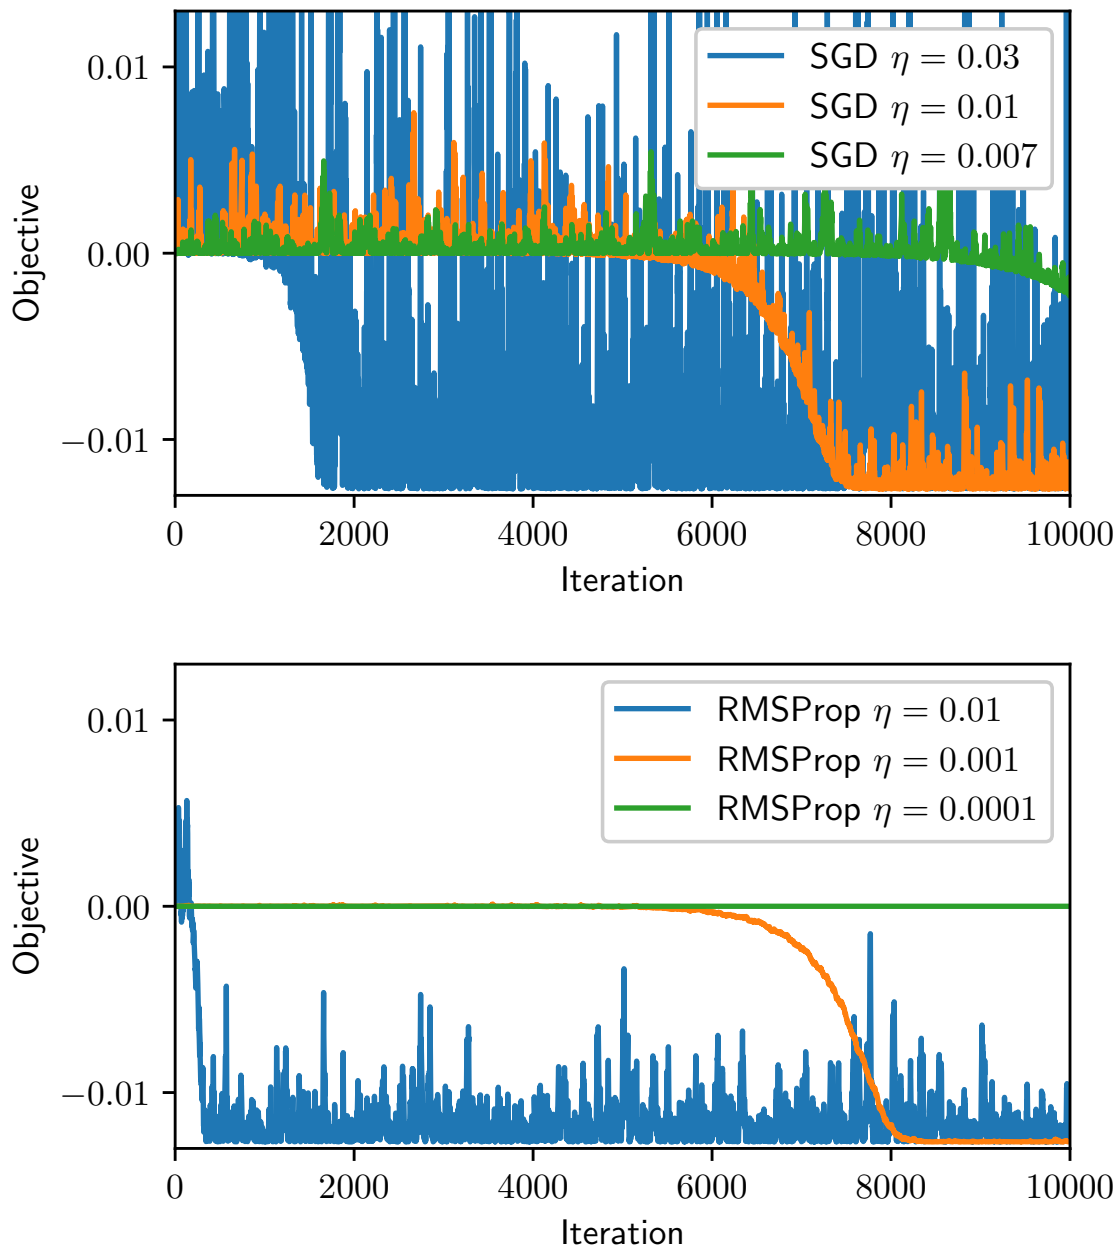 0.01
SGD η = 0.03
SGD η = 0.01
SGD η = 0.007
Objective
0.00
−0.01
0 2000 4000 6000 8000 10000
Iteration
0.01
RMSProp η = 0.01
RMSProp η = 0.001
RMSProp η = 0.0001
Objective
0.00
−0.01
0 2000 4000 6000 8000 10000
Iteration